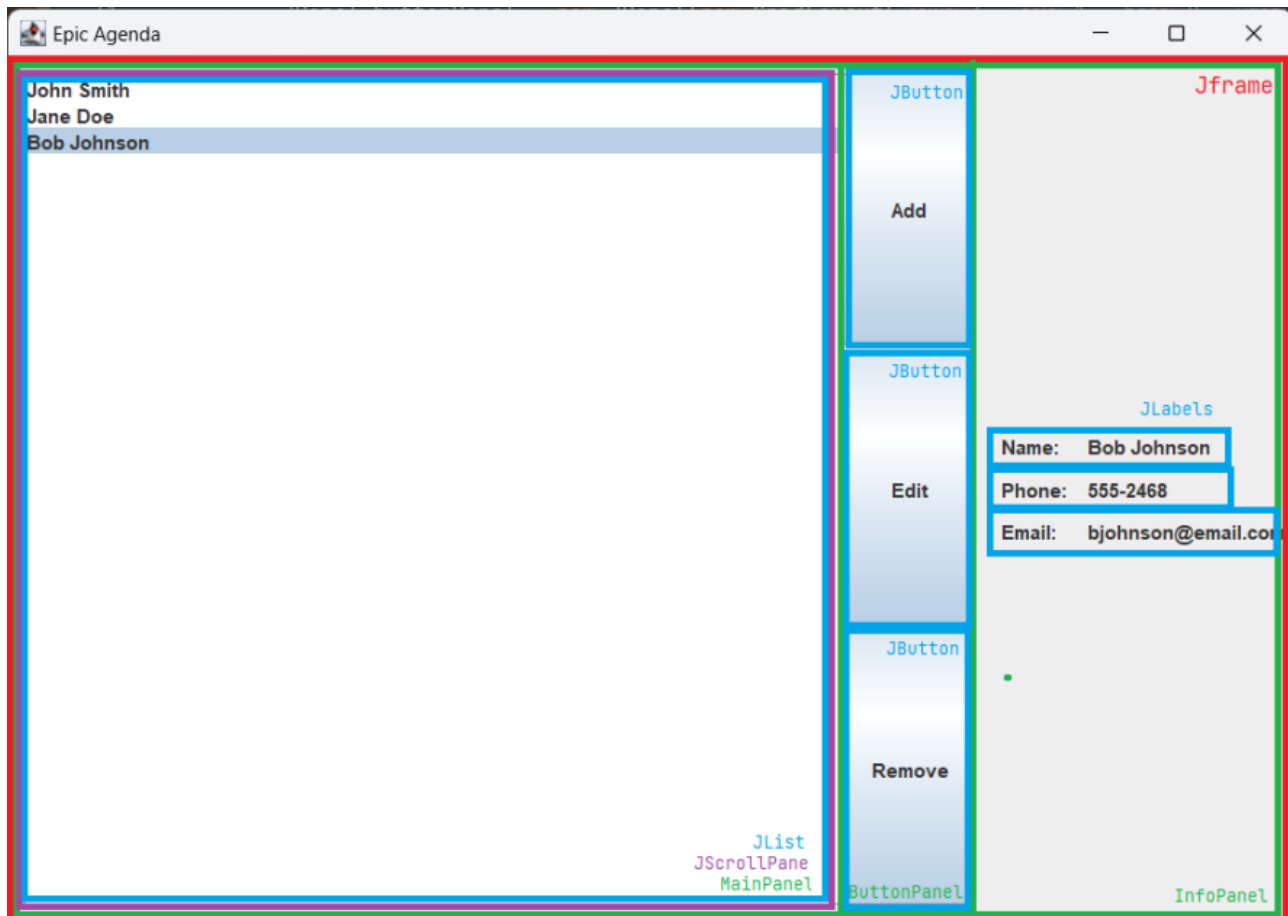 Epic Agenda
John Smith
Jane Doe
Bob Johnson
JList
JScrollPane
MainPanel
JButton
Add
JButton
Edit
JButton
Remove
ButtonPanel
Jframe
JLabels
Name: Bob Johnson
Phone: 555-2468
Email: bjohnson@email.com
InfoPanel